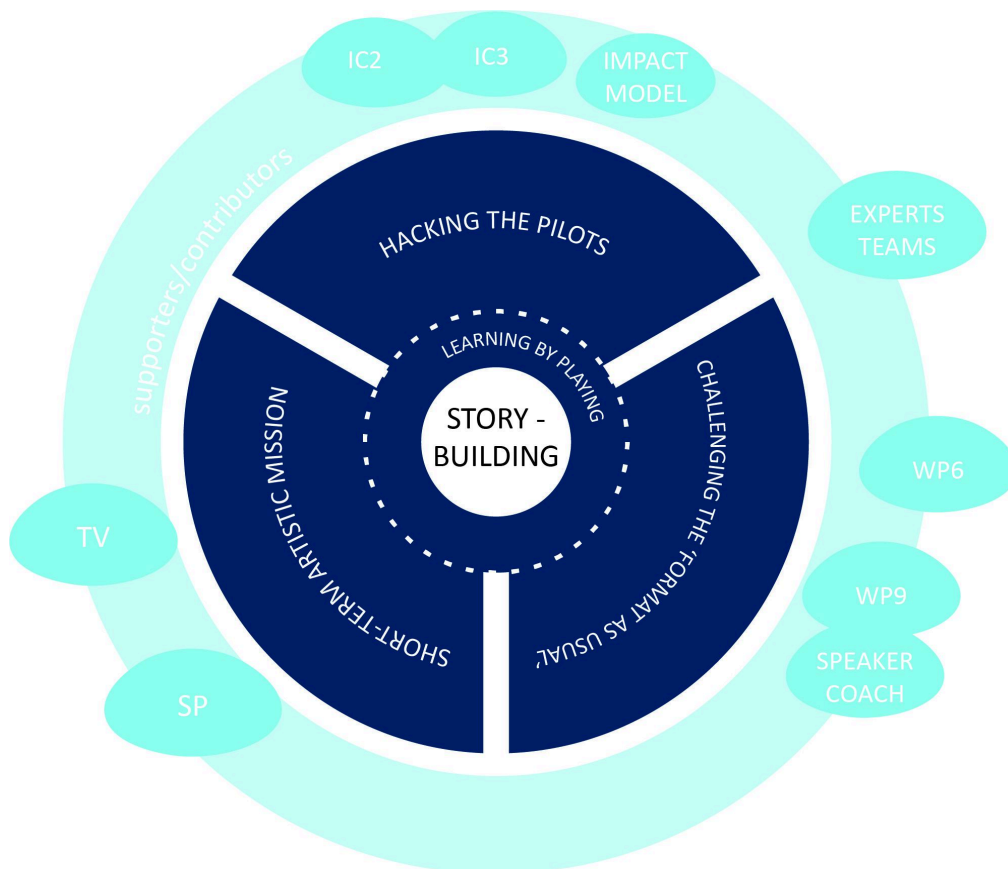 IC2
IC3
IMPACT
MODEL
supporters/contributors
EXPERTS
TEAMS
HACKING THE PILOTS
LEARNING BY PLAYING
STORY -
BUILDING
SHORT-TERM ARTISTIC MISSION
CHALLENGING THE 'FORMAT AS USUAL'
WP6
TV
WP9
SPEAKER
COACH
SP